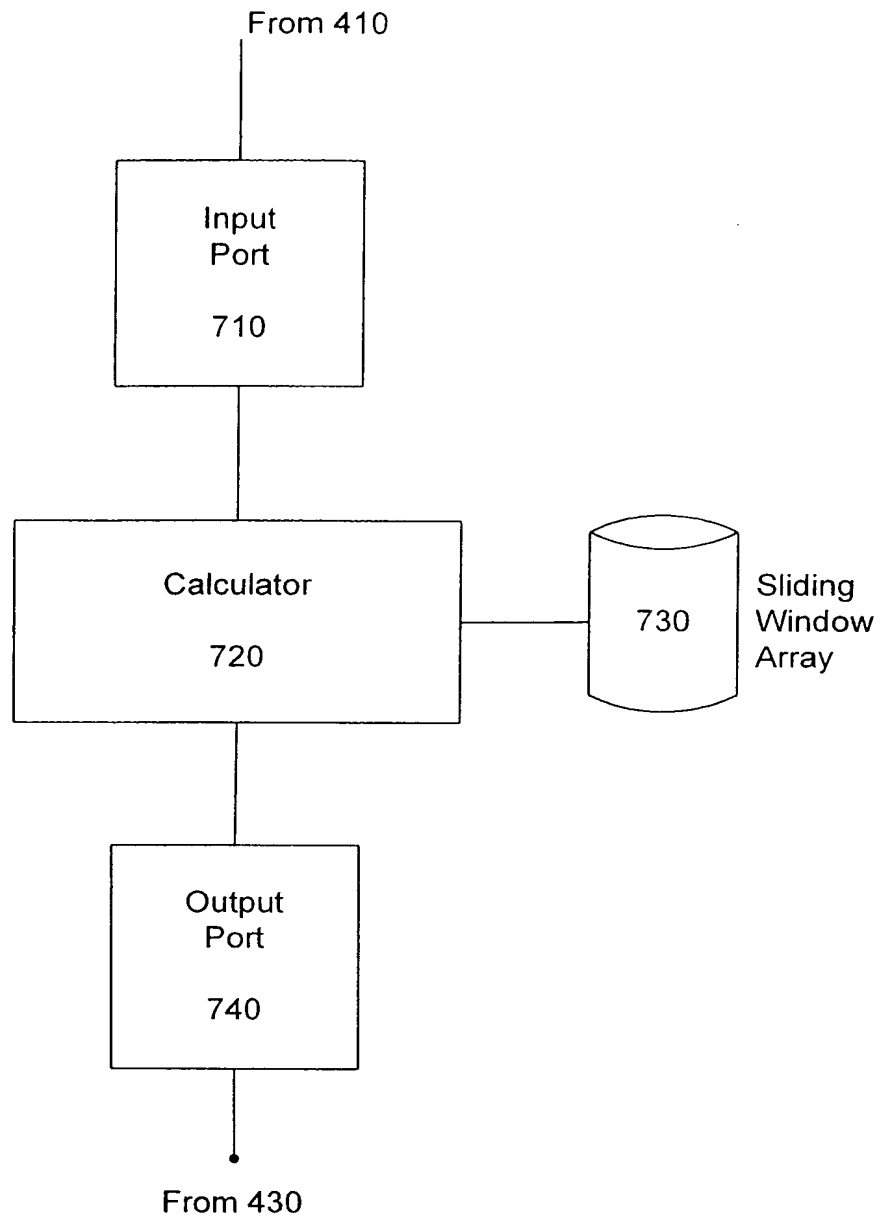 From 410
Input
Port
710
Calculator
720
730
Sliding
Window
Array
Output
Port
740
From 430